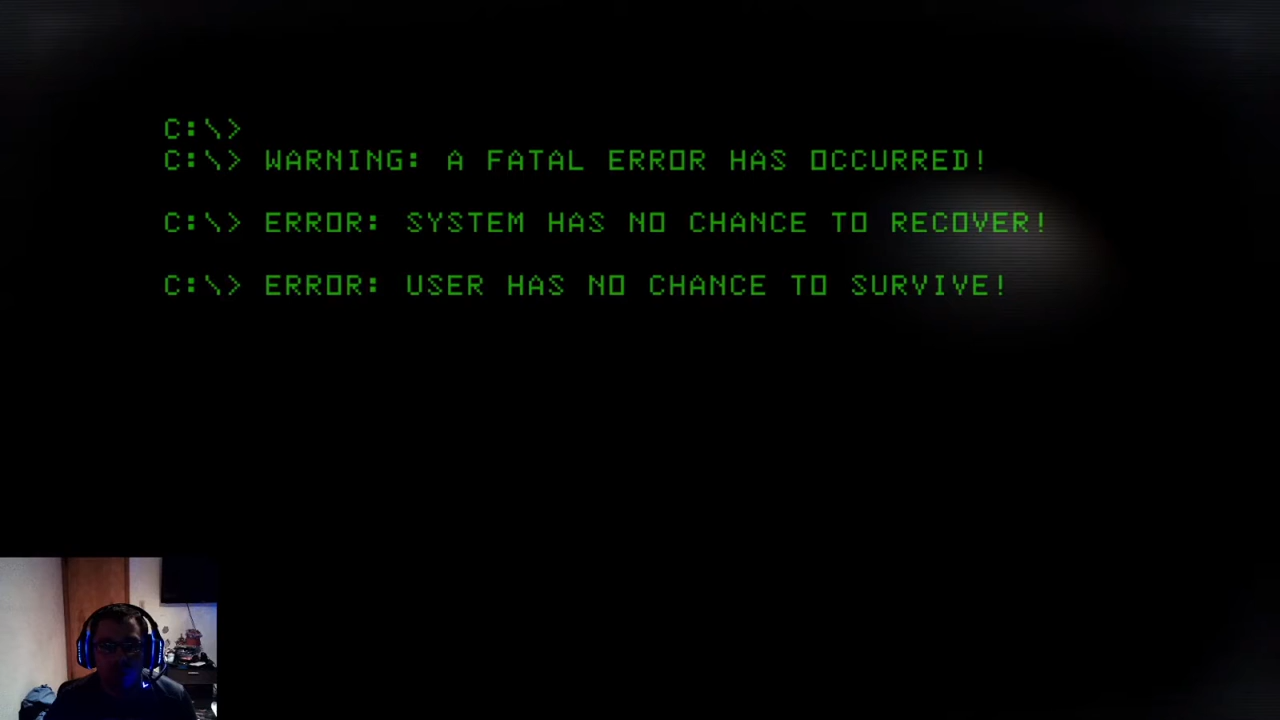 C:\>
C:\> WARNING: A FATAL ERROR HAS OCCURRED!
C:\> ERROR: SYSTEM HAS NO CHANCE TO RECOVER!
C:\> ERROR: USER HAS NO CHANCE TO SURVIVE!